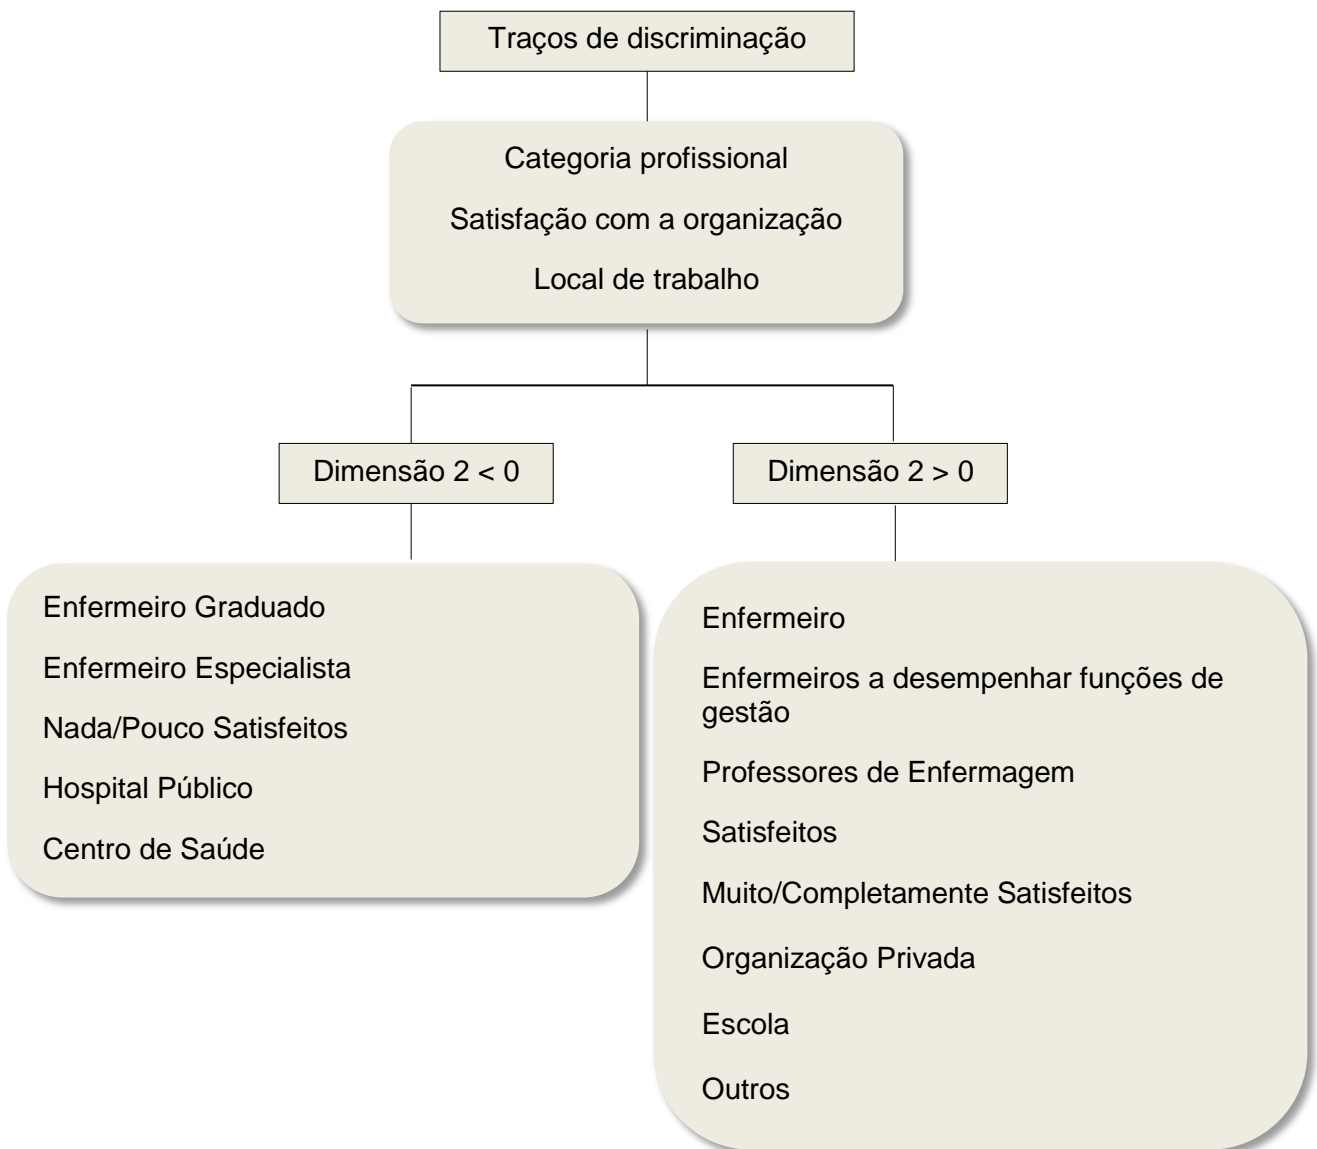 Traços de discriminação
Categoria profissional
Satisfação com a organização
Local de trabalho
Dimensão 2 < 0
Dimensão 2 > 0
Enfermeiro Graduado
Enfermeiro Especialista
Nada/Pouco Satisfeitos
Hospital Público
Centro de Saúde
Enfermeiro
Enfermeiros a desempenhar funções de
gestão
Professores de Enfermagem
Satisfeitos
Muito/Completamente Satisfeitos
Organização Privada
Escola
Outros